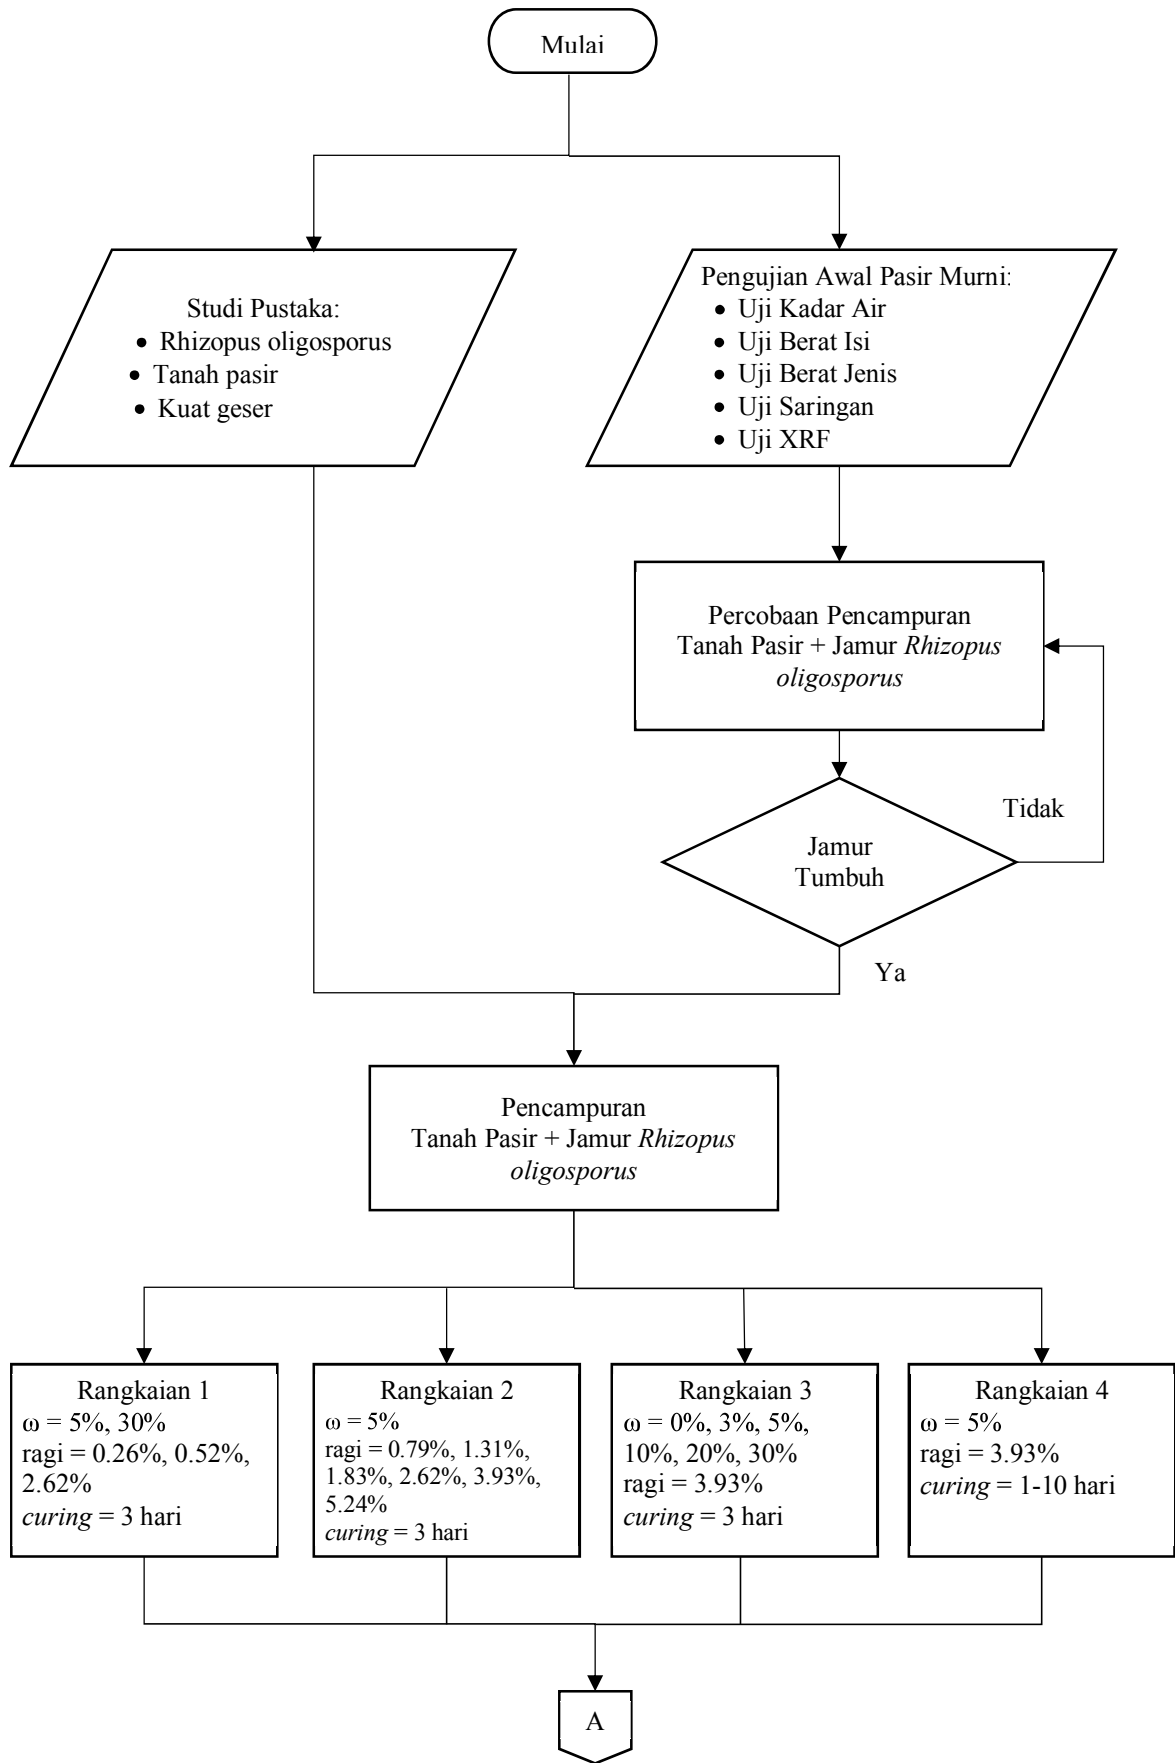 Mulai
Studi Pustaka:
• Rhizopus oligosporus
• Tanah pasir
• Kuat geser
Pengujian Awal Pasir Murni:
• Uji Kadar Air
• Uji Berat Isi
• Uji Berat Jenis
• Uji Saringan
• Uji XRF
Percobaan Pencampuran
Tanah Pasir + Jamur Rhizopus
oligosporus
Tidak
Jamur
Tumbuh
Ya
Pencampuran
Tanah Pasir + Jamur Rhizopus
oligosporus
Rangkaian 1
ω = 5%, 30%
ragi = 0.26%, 0.52%,
2.62%
curing = 3 hari
Rangkaian 2
ω = 5%
ragi = 0.79%, 1.31%,
1.83%, 2.62%, 3.93%,
5.24%
curing = 3 hari
Rangkaian 3
ω = 0%, 3%, 5%,
10%, 20%, 30%
ragi = 3.93%
curing = 3 hari
Rangkaian 4
ω = 5%
ragi = 3.93%
curing = 1-10 hari
A